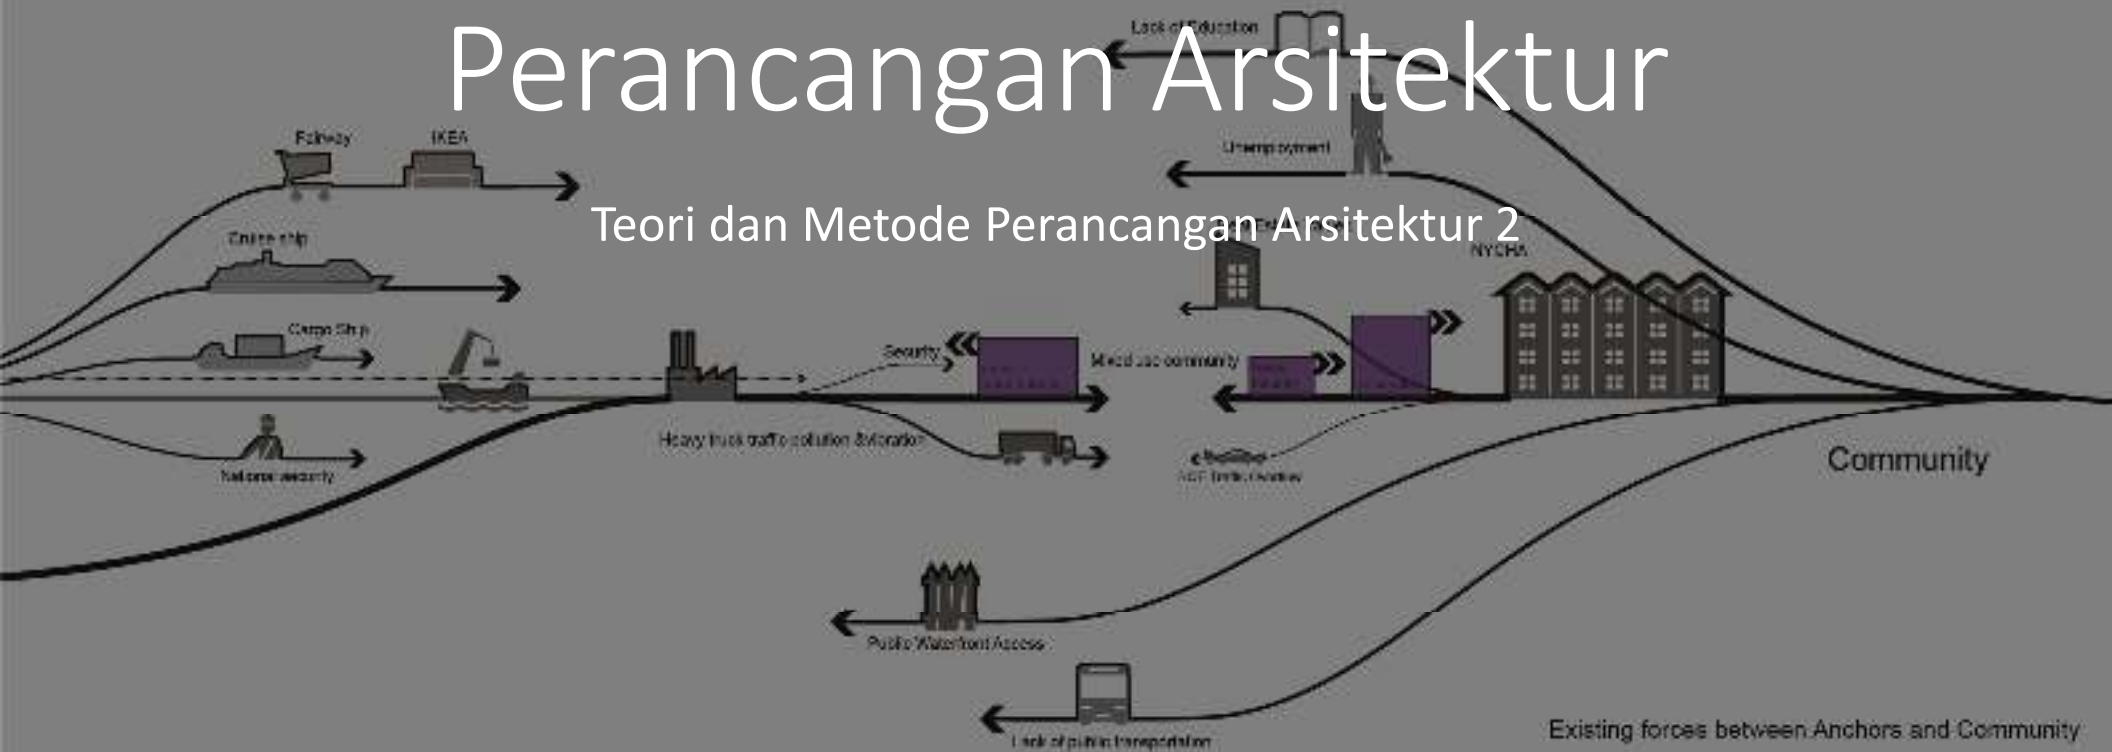 Lack of Education
Perancangan Arsitektur
Fairway
IKEA
Unemployment
Teori dan Metode Perancangan Arsitektur 2
Cruise ship
NYCHA
Cargo Ship
Security
Mixed use community
Heavy truck traffic pollution &vibration
National security
Community
Public Waterfront Access
Existing forces between Anchors and Community
Lack of public transportation